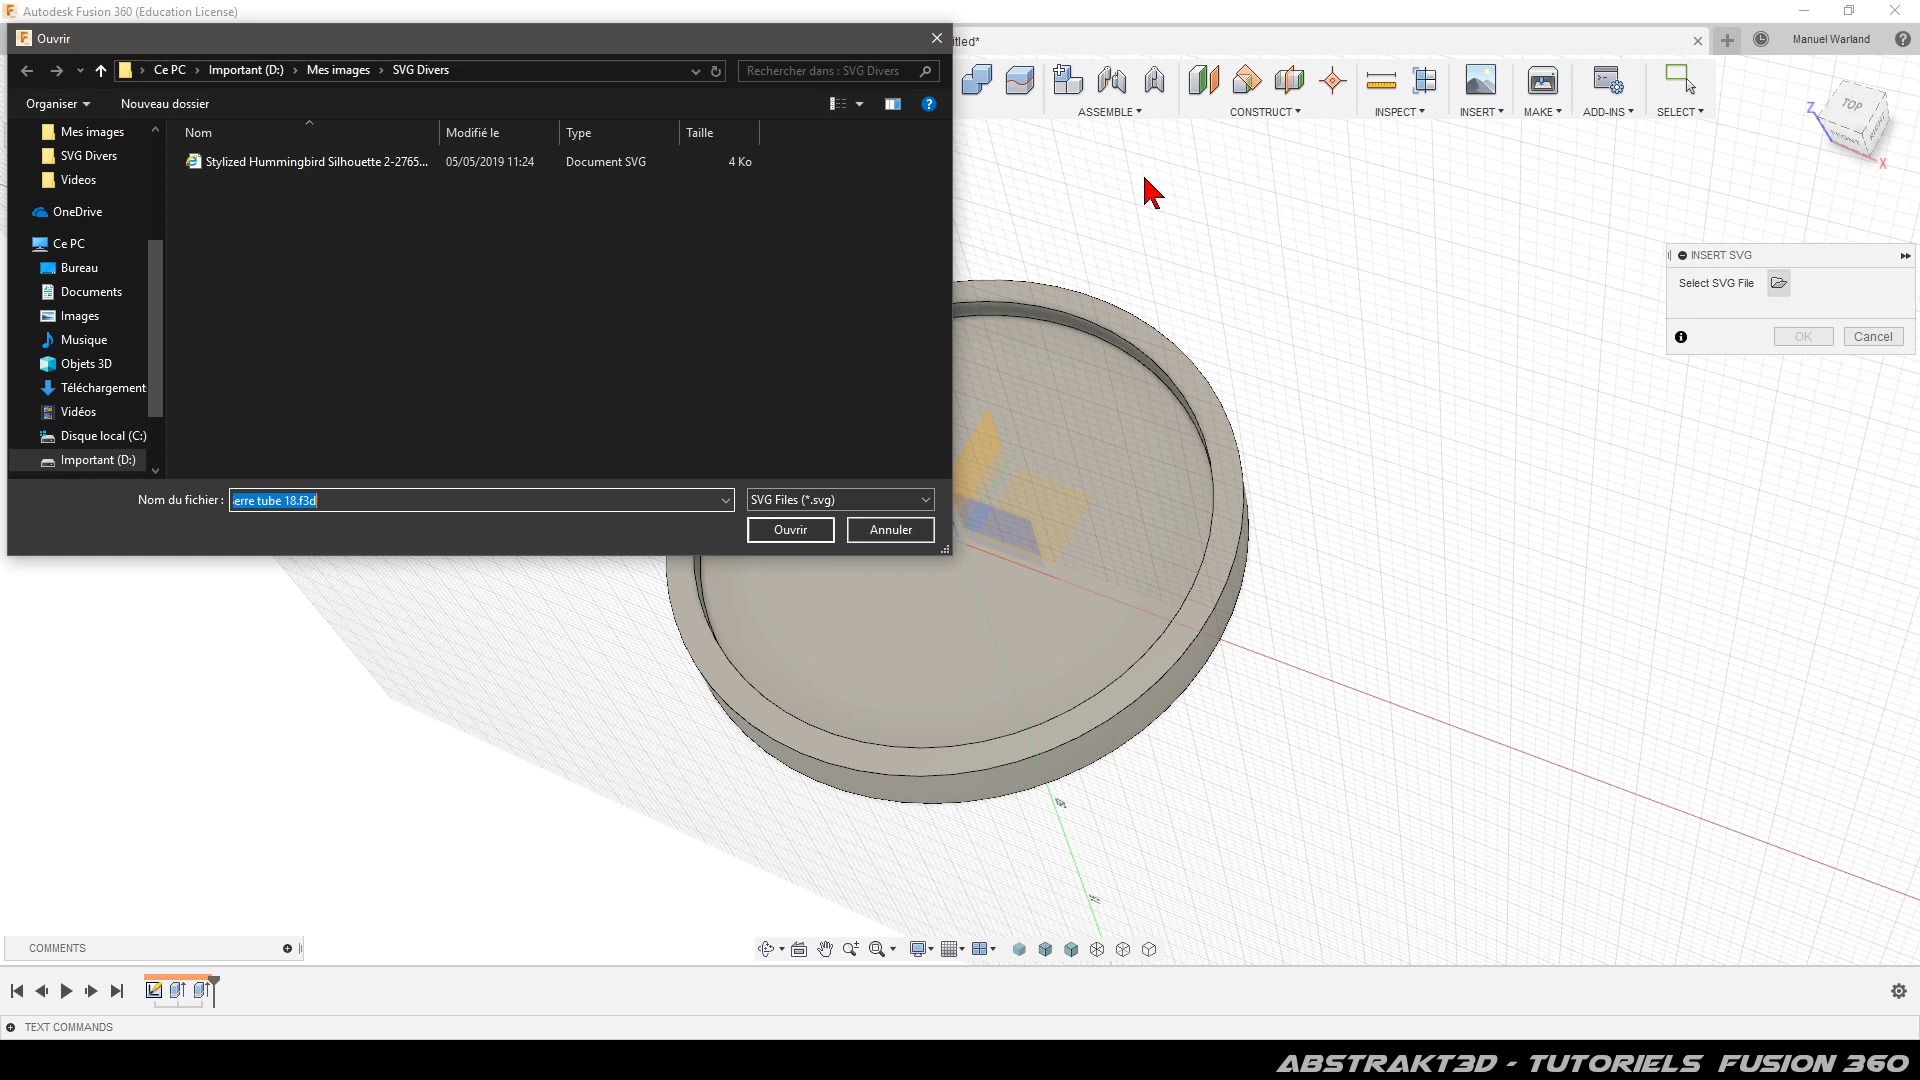 Autodesk Fusion 360 (Education License)
Ouvrir
itled*
Manuel Warland
Ce PC
Important (D:)
Mes images
SVG Divers
Rechercher dans : SVG Divers
Organiser
Nouveau dossier
ASSEMBLE
CONSTRUCT
INSPECT
INSERT
MAKE
ADD-INS
SELECT
TOP
Z
X
Mes images
SVG Divers
Videos
OneDrive
Ce PC
Bureau
Documents
Images
Musique
Objets 3D
Téléchargement
Vidéos
Disque local (C:)
Important (D:)
Nom
Modifié le
Type
Taille
Stylized Hummingbird Silhouette 2-2765...
05/05/2019 11:24
Document SVG
4 Ko
INSERT SVG
Select SVG File
OK
Cancel
Nom du fichier :
erre tube 18.f3d
SVG Files (*.svg)
Ouvrir
Annuler
COMMENTS
TEXT COMMANDS
ABSTRAKT3D - TUTORIELS FUSION 360